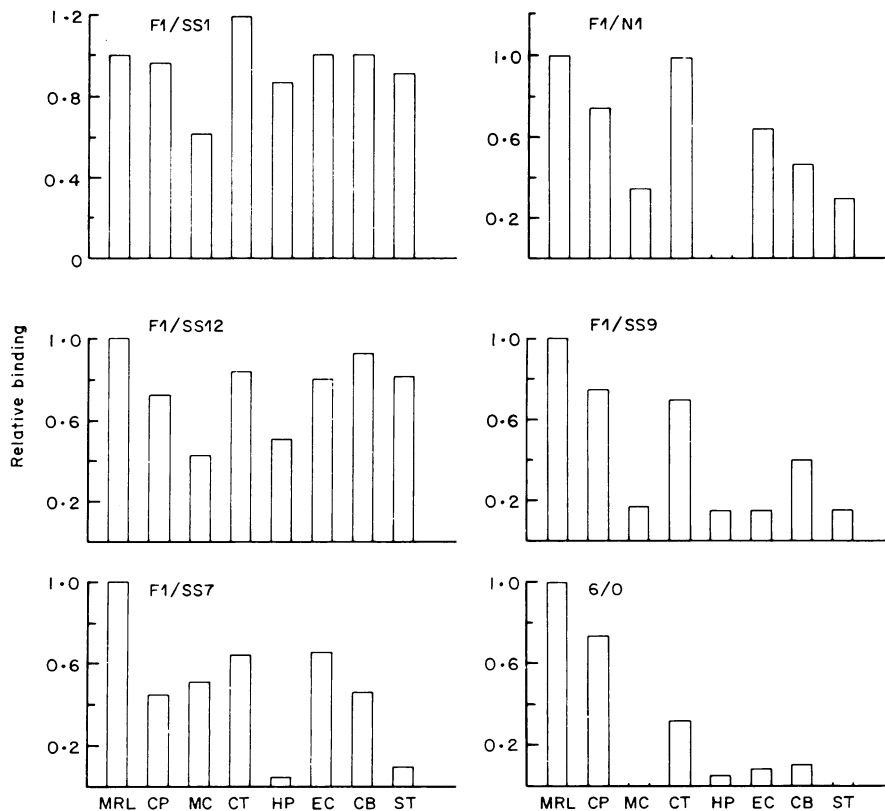 F1/SS1
1·2
0·8
0·4
0
F1/N1
1·0
0·6
0·2
Relative binding
F1/SS12
1·0
0·6
0·2
F1/SS9
1·0
0·6
0·2
F1/SS7
1·0
0·6
0·2
MRL CP MC CT HP EC CB ST
6/0
1·0
0·6
0·2
MRL CP MC CT HP EC CB ST